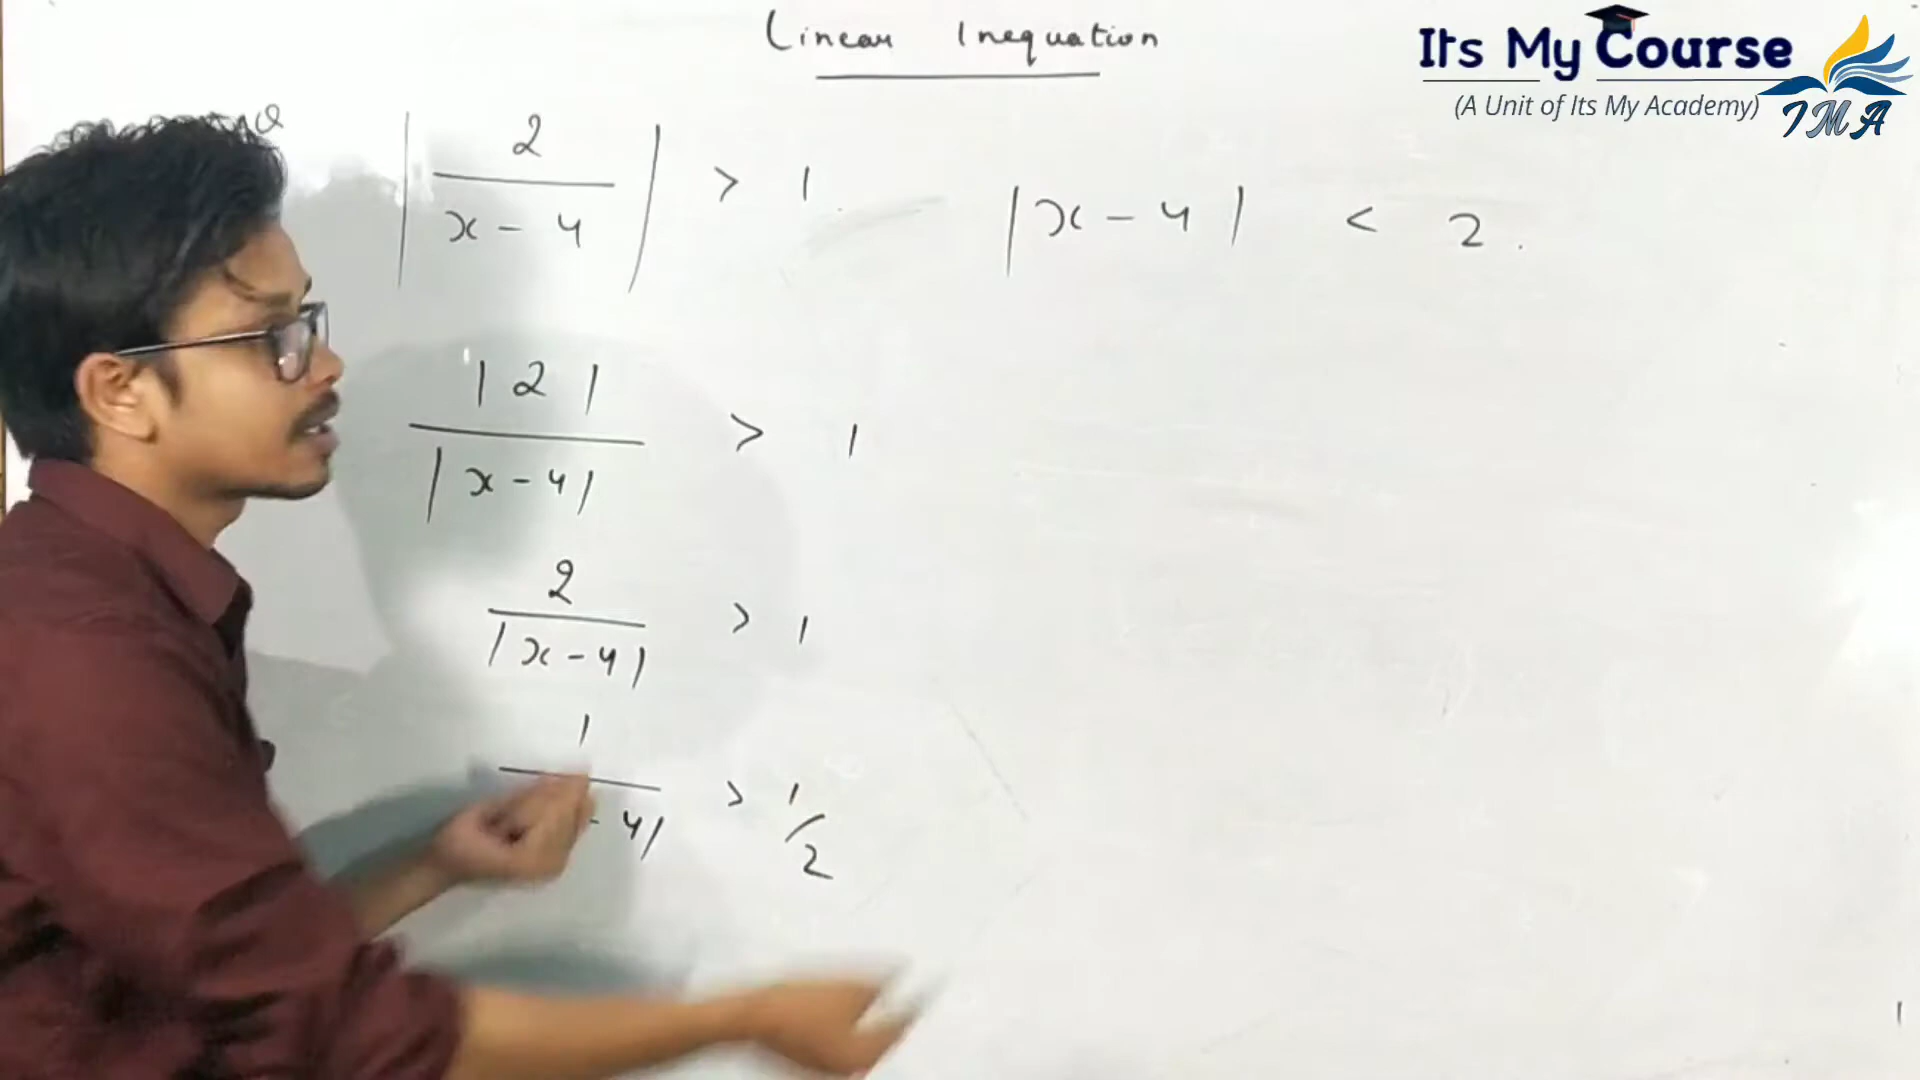 Linear Inequation
Its My Course
(A Unit of Its My Academy)
IMA
| 2 / x - 4 | > 1
| 2 | / | x - 4 | > 1
2 / | x - 4 | > 1
1 / - 4 | > 1/2
| x - 4 | < 2.